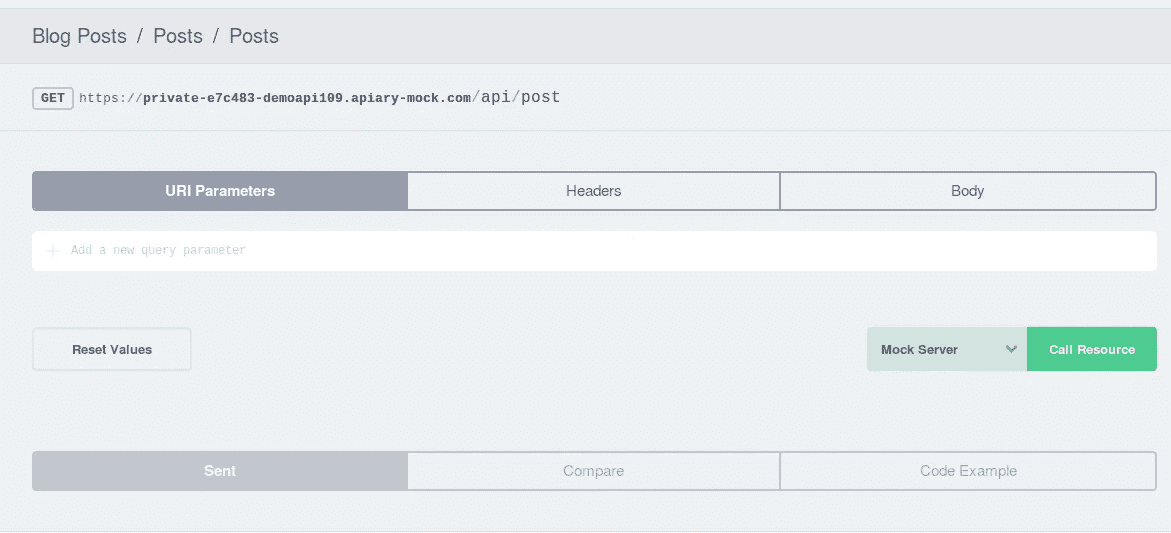 Blog Posts / Posts / Posts
GET https://private-e7c483-demoapi109.apiary-mock.com/api/post
URI Parameters Headers Body
+ Add a new query parameter
Reset Values Mock Server Call Resource
Sent Compare Code Example